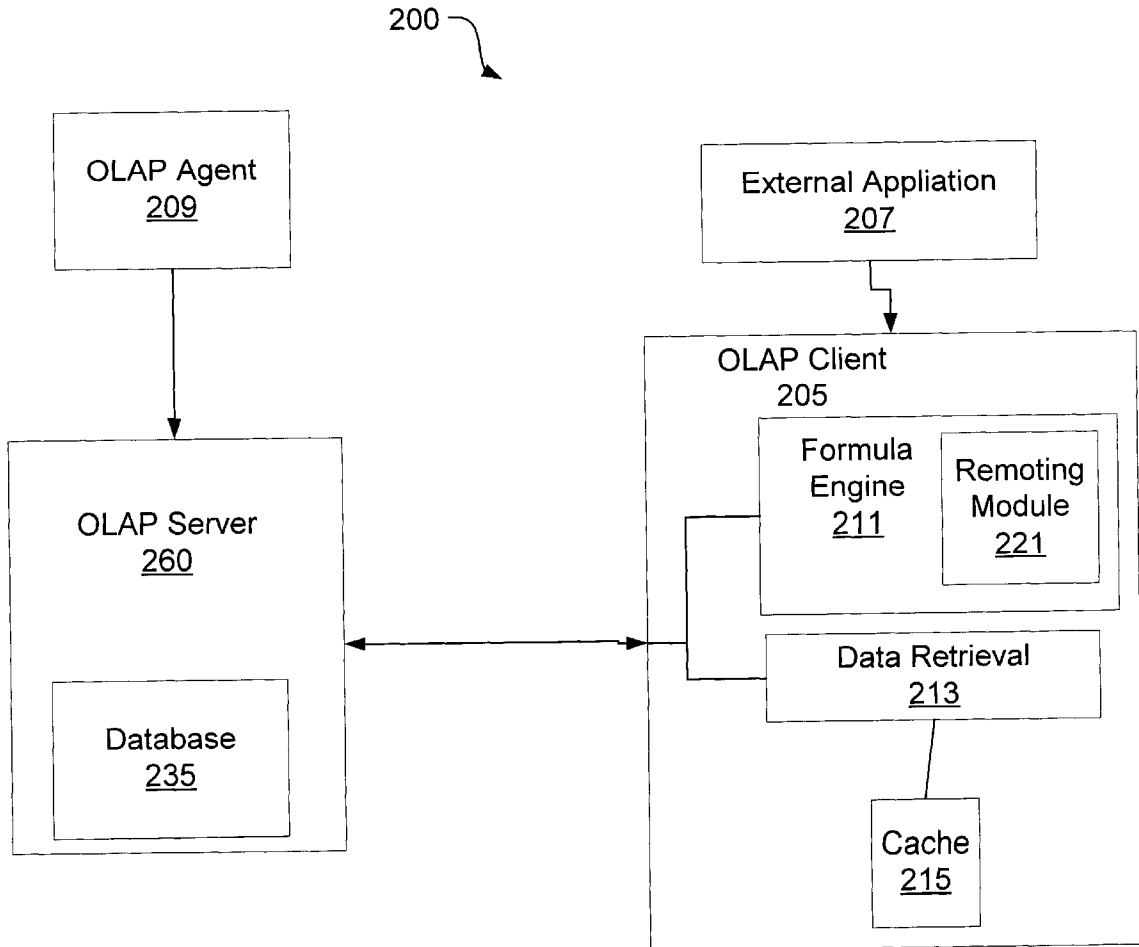 200
OLAP Agent
209
External Appliation
207
OLAP Client
205
Formula
Engine
211
Remoting
Module
221
OLAP Server
260
Data Retrieval
213
Database
235
Cache
215